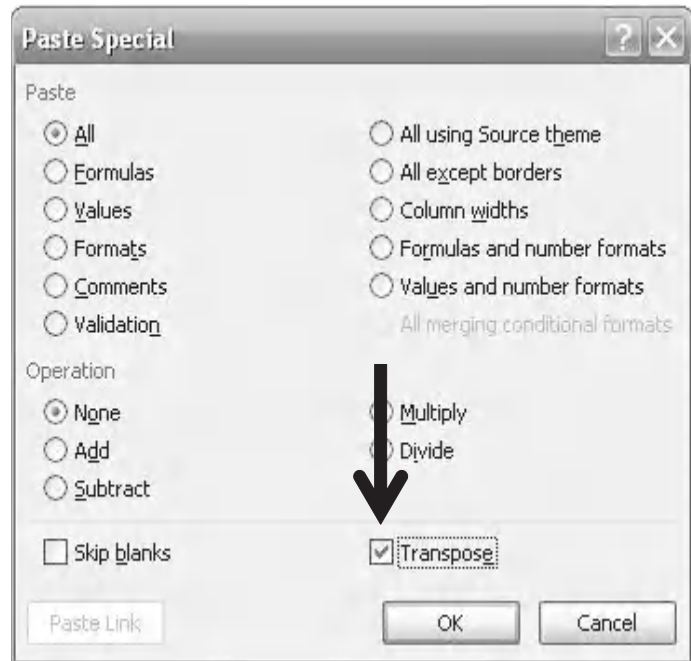 Paste Special
Paste
All
All using Source theme
Formulas
All except borders
Values
Column widths
Formats
Formulas and number formats
Comments
Values and number formats
Validation
All merging conditional formats
Operation
None
Multiply
Add
Divide
Subtract
Skip blanks
Transpose
Paste Link
OK
Cancel